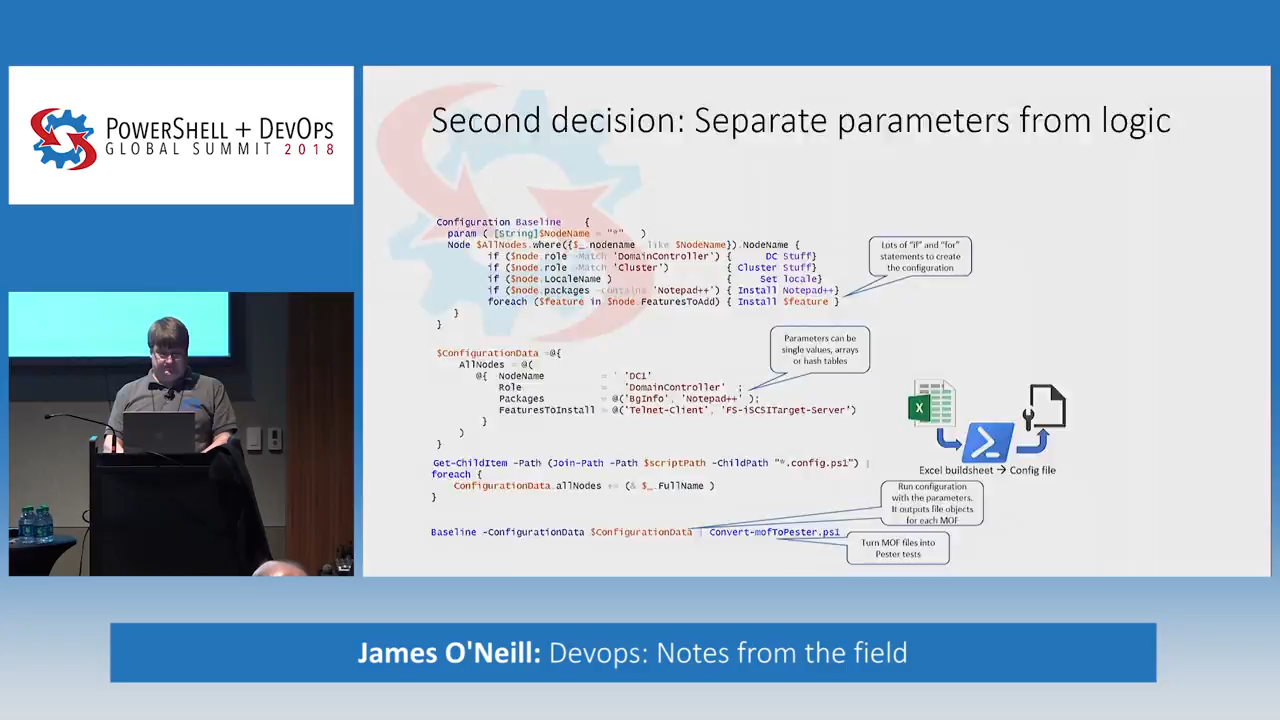 POWERSHELL + DEVOPS
GLOBAL SUMMIT 2018
Second decision: Separate parameters from logic
Configuration Baseline {
param ( [String]$NodeName = "*" )
Node $AllNodes.where({$_.nodename -like $NodeName}).NodeName {
if ($node.role -Match 'DomainController') { DC Stuff}
if ($node.role -Match 'Cluster') { Cluster Stuff}
if ($node.LocaleName ) { Set locale}
if ($node.packages -contains 'Notepad++') { Install Notepad++}
foreach ($feature in $node.FeaturesToAdd) { Install $feature }
}
}
Lots of "if" and "for"
statements to create
the configuration
$ConfigurationData =@{
AllNodes = @(
@{ NodeName = ' 'DC1'
Role = 'DomainController' ;
Packages = @('BgInfo', 'Notepad++' );
FeaturesToInstall = @('Telnet-Client', 'FS-iSCSITarget-Server')
}
)
}
Parameters can be
single values, arrays
or hash tables
Get-ChildItem -Path (Join-Path -Path $scriptPath -ChildPath "*.config.ps1") |
foreach {
ConfigurationData.allNodes += (& $_.FullName )
}
X
Excel buildsheet → Config file
Run configuration
with the parameters.
It outputs file objects
for each MOF
Baseline -ConfigurationData $ConfigurationData | Convert-mofToPester.ps1
Turn MOF files into
Pester tests
James O'Neill: Devops: Notes from the field